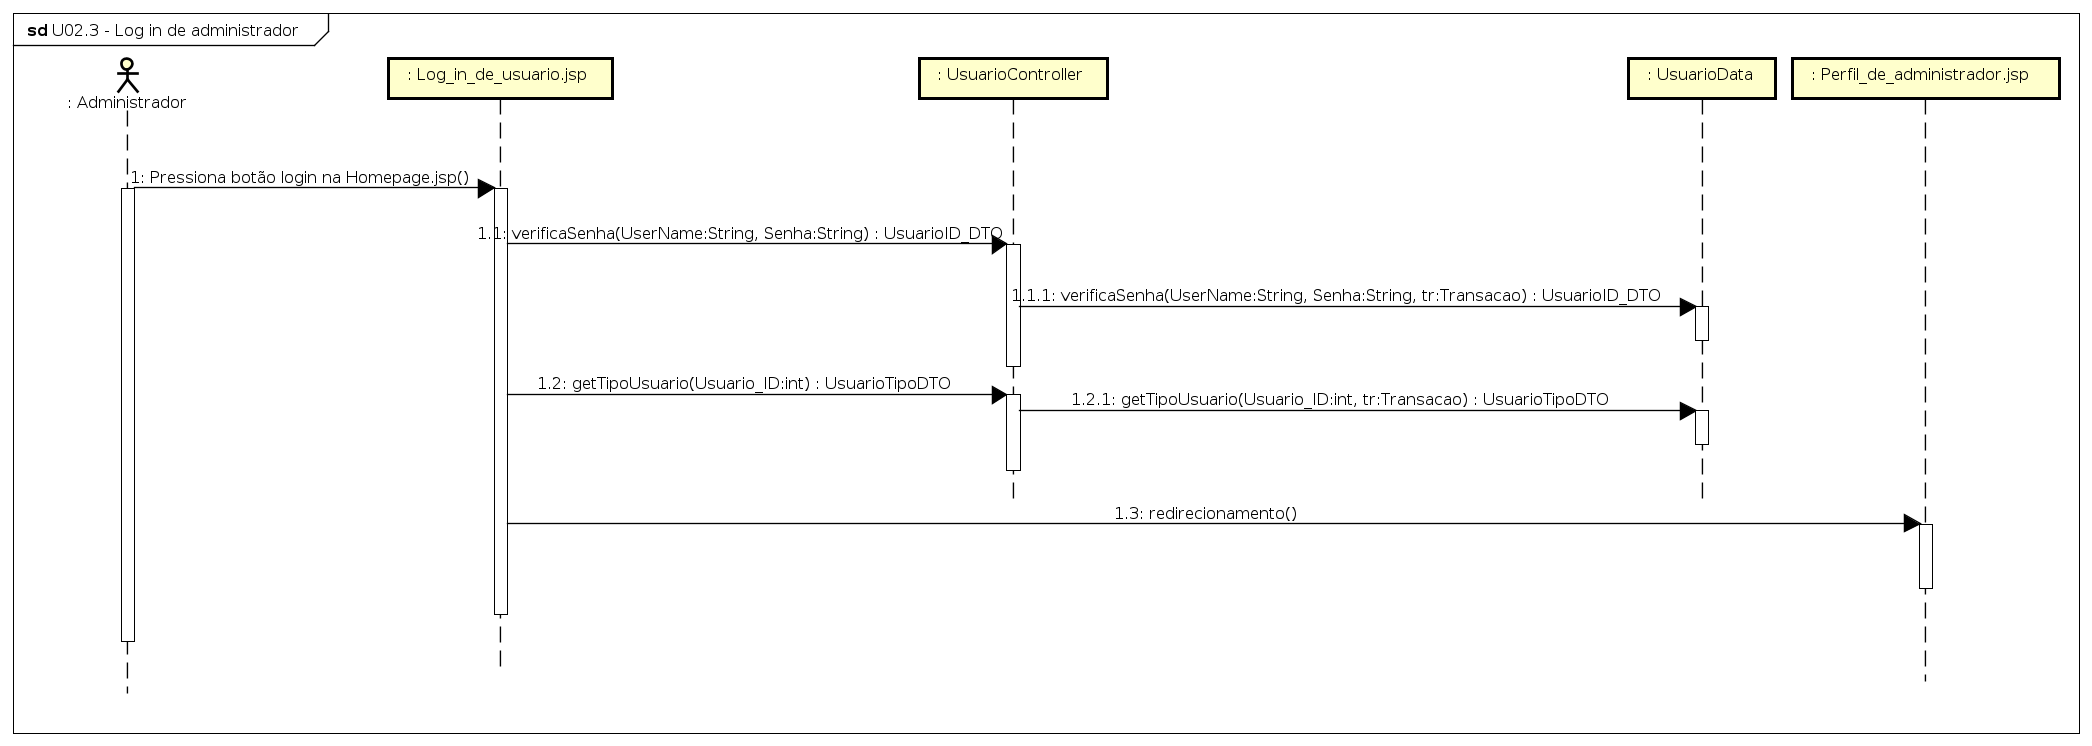 sd U02.3 - Log in de administrador
: Administrador
: Log_in_de_usuario.jsp
: UsuarioController
: UsuarioData
: Perfil_de_administrador.jsp
1: Pressiona botão login na Homepage.jsp()
1.1: verificaSenha(UserName:String, Senha:String) : UsuarioID_DTO
1.1.1: verificaSenha(UserName:String, Senha:String, tr:Transacao) : UsuarioID_DTO
1.2: getTipoUsuario(Usuario_ID:int) : UsuarioTipoDTO
1.2.1: getTipoUsuario(Usuario_ID:int, tr:Transacao) : UsuarioTipoDTO
1.3: redirecionamento()